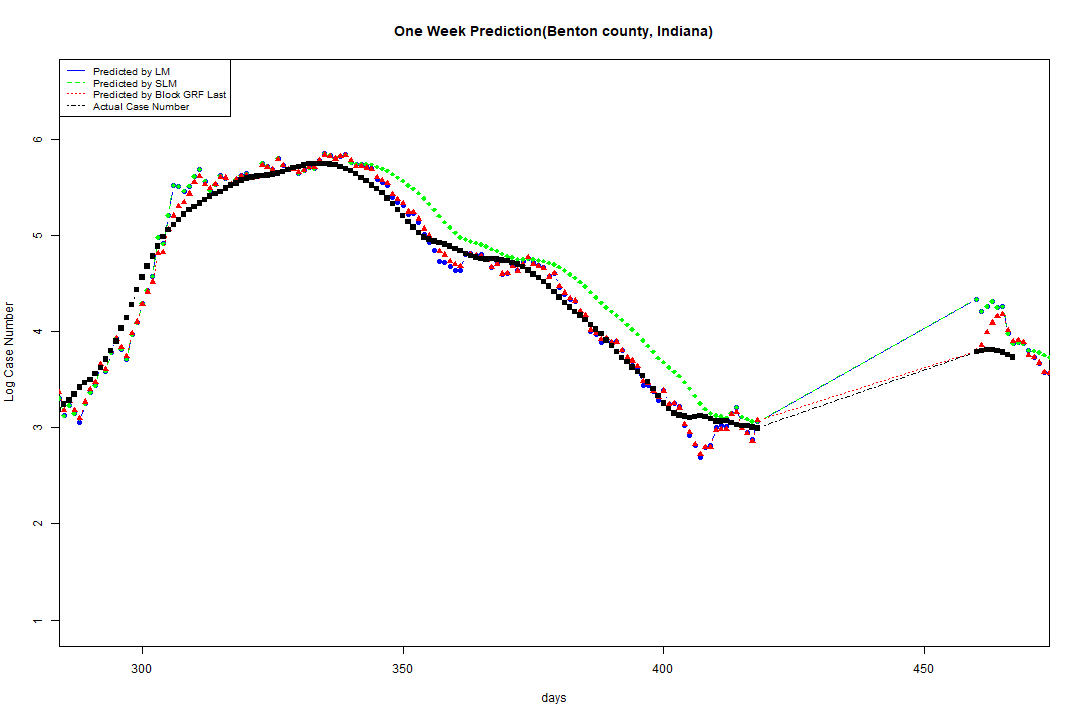 One Week Prediction(Benton county, Indiana)
Predicted by LM
Predicted by SLM
Predicted by Block GRF Last
Actual Case Number
6
5
4
3
2
1
Log Case Number
300 350 400 450
days